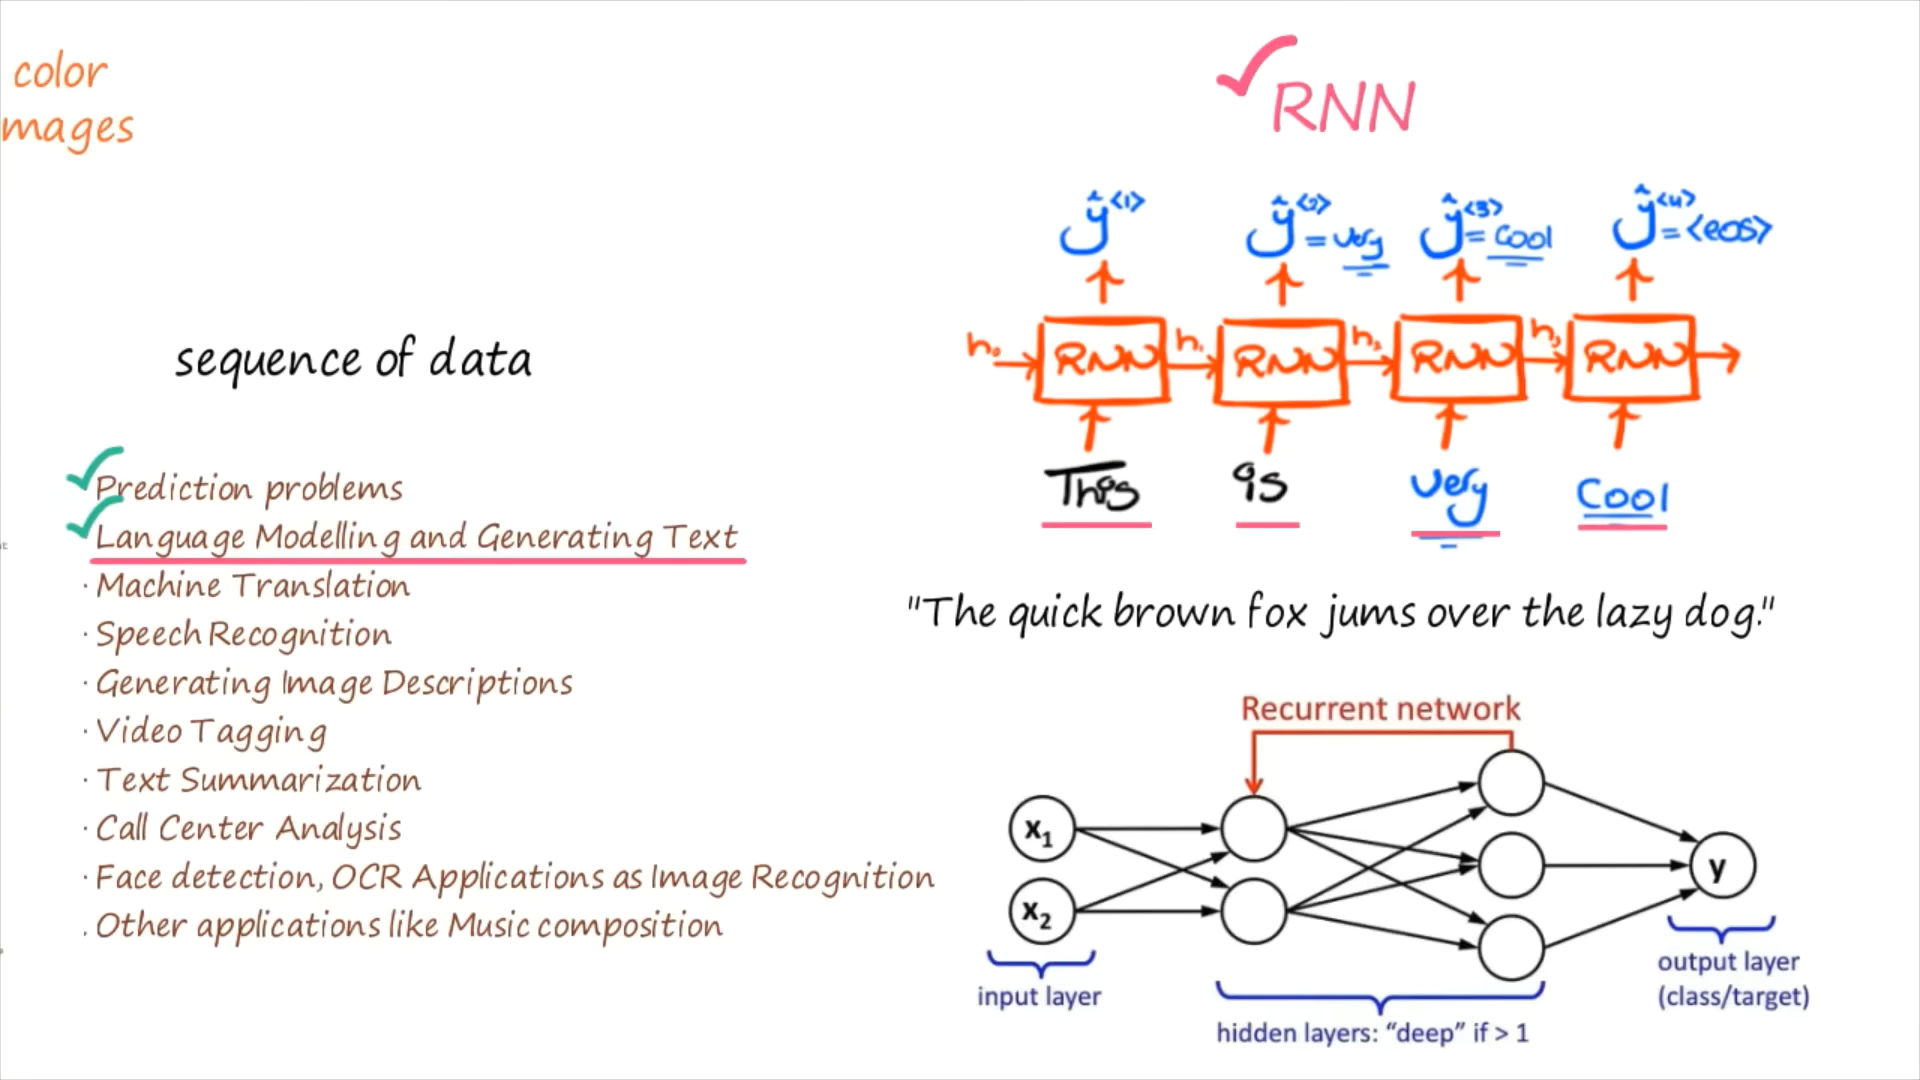 color
mages
sequence of data
Prediction problems
Language Modelling and Generating Text
· Machine Translation
· Speech Recognition
· Generating Image Descriptions
· Video Tagging
· Text Summarization
· Call Center Analysis
· Face detection, OCR Applications as Image Recognition
. Other applications like Music composition
RNN
ŷ<1>
ŷ<2> = very
ŷ<3> = cool
ŷ<4> = <eos>
h₀ RNN h₁ RNN h₂ RNN h₃ RNN
This is very cool
"The quick brown fox jums over the lazy dog."
Recurrent network
x₁
x₂
y
input layer
hidden layers: “deep” if > 1
output layer
(class/target)